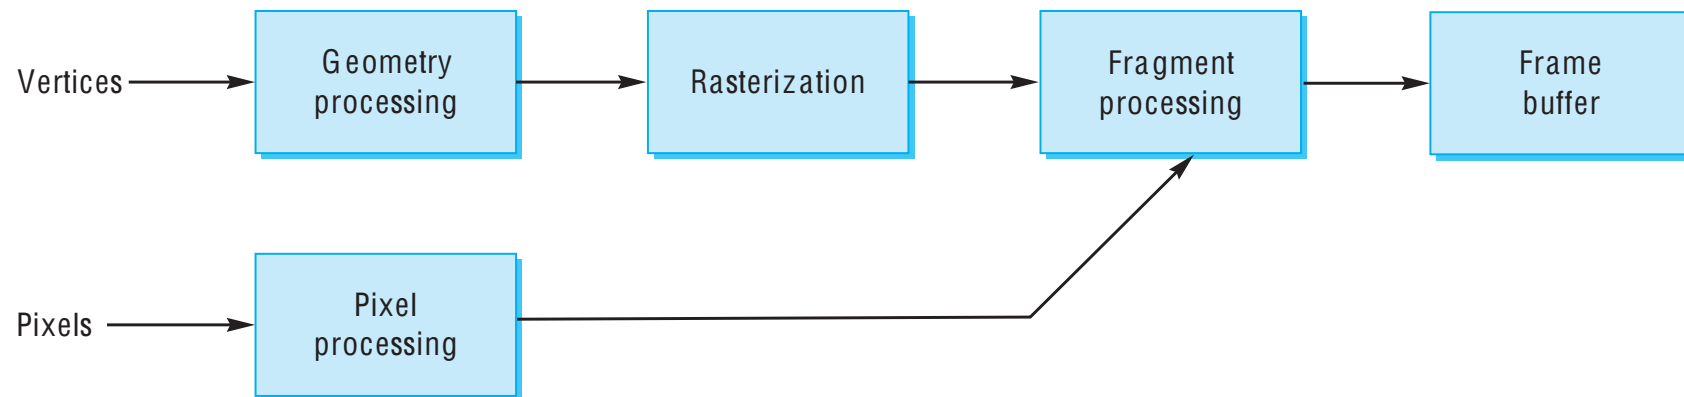 Vertices
Geometry
processing
Rasterization
Fragment
processing
Frame
buffer
Pixels
Pixel
processing